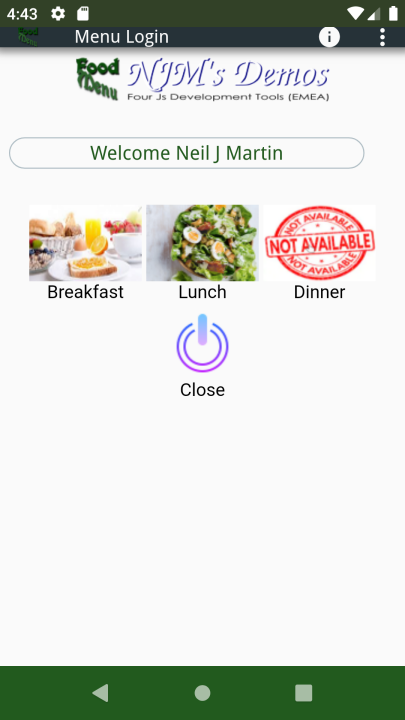 4:43
Menu Login
Food Menu
NJM's Demos
Four Js Development Tools (EMEA)
Welcome Neil J Martin
NOT AVAILABLE
NOT AVAILABLE
NOT AVAILABLE
Breakfast
Lunch
Dinner
Close